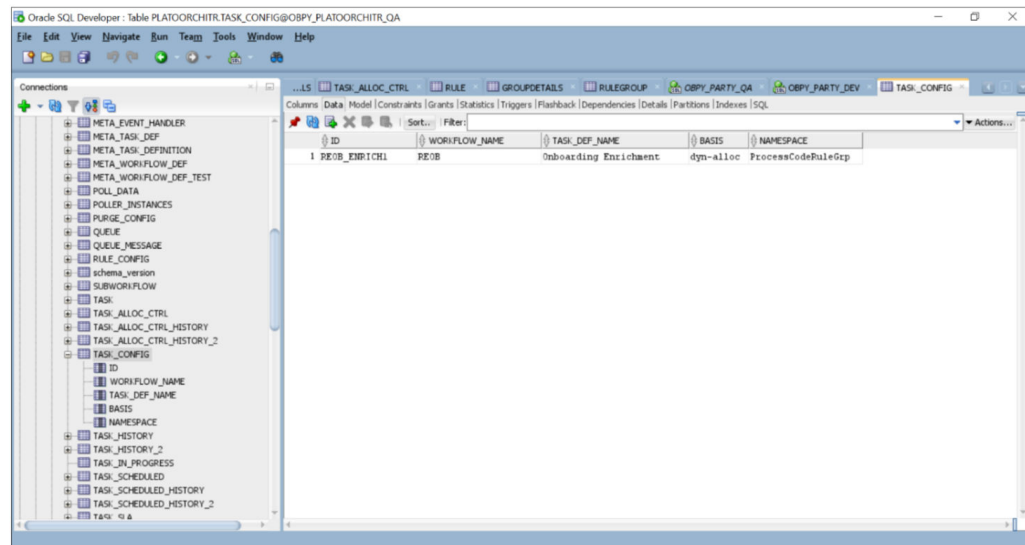 Oracle SQL Developer : Table PLATOORCHITR.TASK_CONFIG@OBPY_PLATOORCHITR_QA
File Edit View Navigate Run Team Tools Window Help
Connections
META_EVENT_HANDLER
META_TASK_DEF
META_TASK_DEFINITION
META_WORKFLOW_DEF
META_WORKFLOW_DEF_TEST
POLL_DATA
POLLER_INSTANCES
PURGE_CONFIG
QUEUE
QUEUE_MESSAGE
RULE_CONFIG
schema_version
SUBWORKFLOW
TASK
TASK_ALLOC_CTRL
TASK_ALLOC_CTRL_HISTORY
TASK_ALLOC_CTRL_HISTORY_2
TASK_CONFIG
ID
WORKFLOW_NAME
TASK_DEF_NAME
BASIS
NAMESPACE
TASK_HISTORY
TASK_HISTORY_2
TASK_IN_PROGRESS
TASK_SCHEDULED
TASK_SCHEDULED_HISTORY
TASK_SCHEDULED_HISTORY_2
TASK_SLA
...LS TASK_ALLOC_CTRL RULE GROUPDETAILS RULEGROUP OBPY_PARTY_QA OBPY_PARTY_DEV TASK_CONFIG
Columns Data Model Constraints Grants Statistics Triggers Flashback Dependencies Details Partitions Indexes SQL
Sort... Filter: Actions...
ID WORKFLOW_NAME TASK_DEF_NAME BASIS NAMESPACE
1 REOB_ENRICH1 REOB Onboarding Enrichment dyn-alloc ProcessCodeRuleGrp